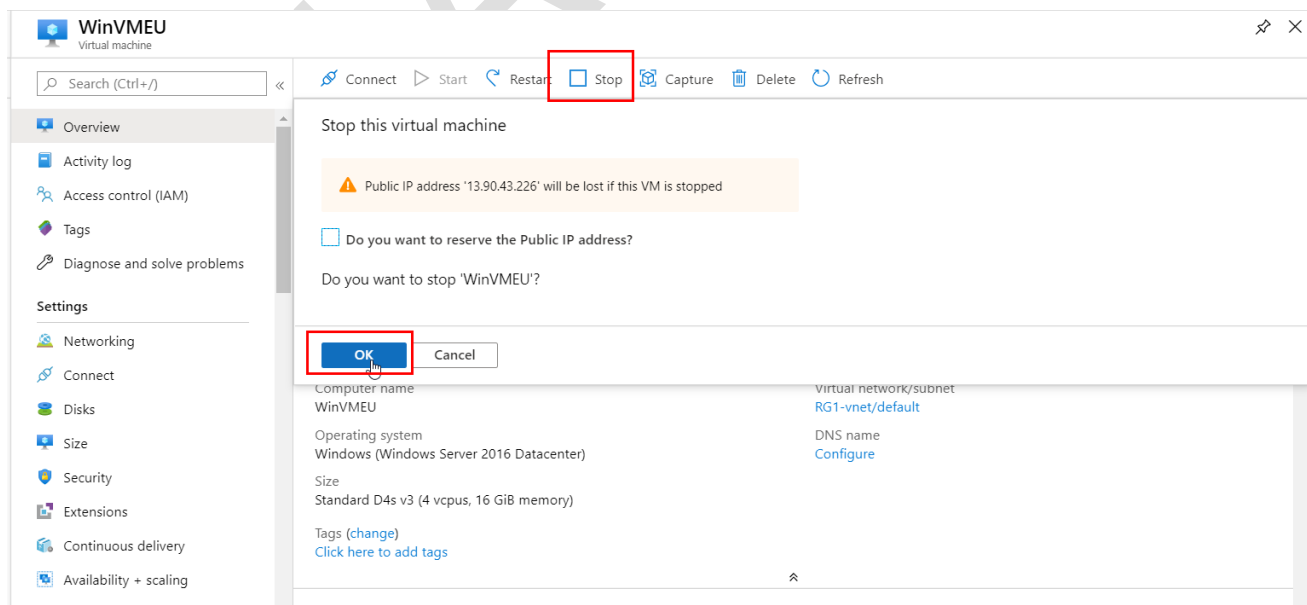 WinVMEU
Virtual machine
Search (Ctrl+/)
«
Connect Start Restart Stop Capture Delete Refresh
Overview
Activity log
Access control (IAM)
Tags
Diagnose and solve problems
Settings
Networking
Connect
Disks
Size
Security
Extensions
Continuous delivery
Availability + scaling
Stop this virtual machine
Public IP address '13.90.43.226' will be lost if this VM is stopped
Do you want to reserve the Public IP address?
Do you want to stop 'WinVMEU'?
OK Cancel
Computer name
WinVMEU
Operating system
Windows (Windows Server 2016 Datacenter)
Size
Standard D4s v3 (4 vcpus, 16 GiB memory)
Tags (change)
Click here to add tags
Virtual network/subnet
RG1-vnet/default
DNS name
Configure